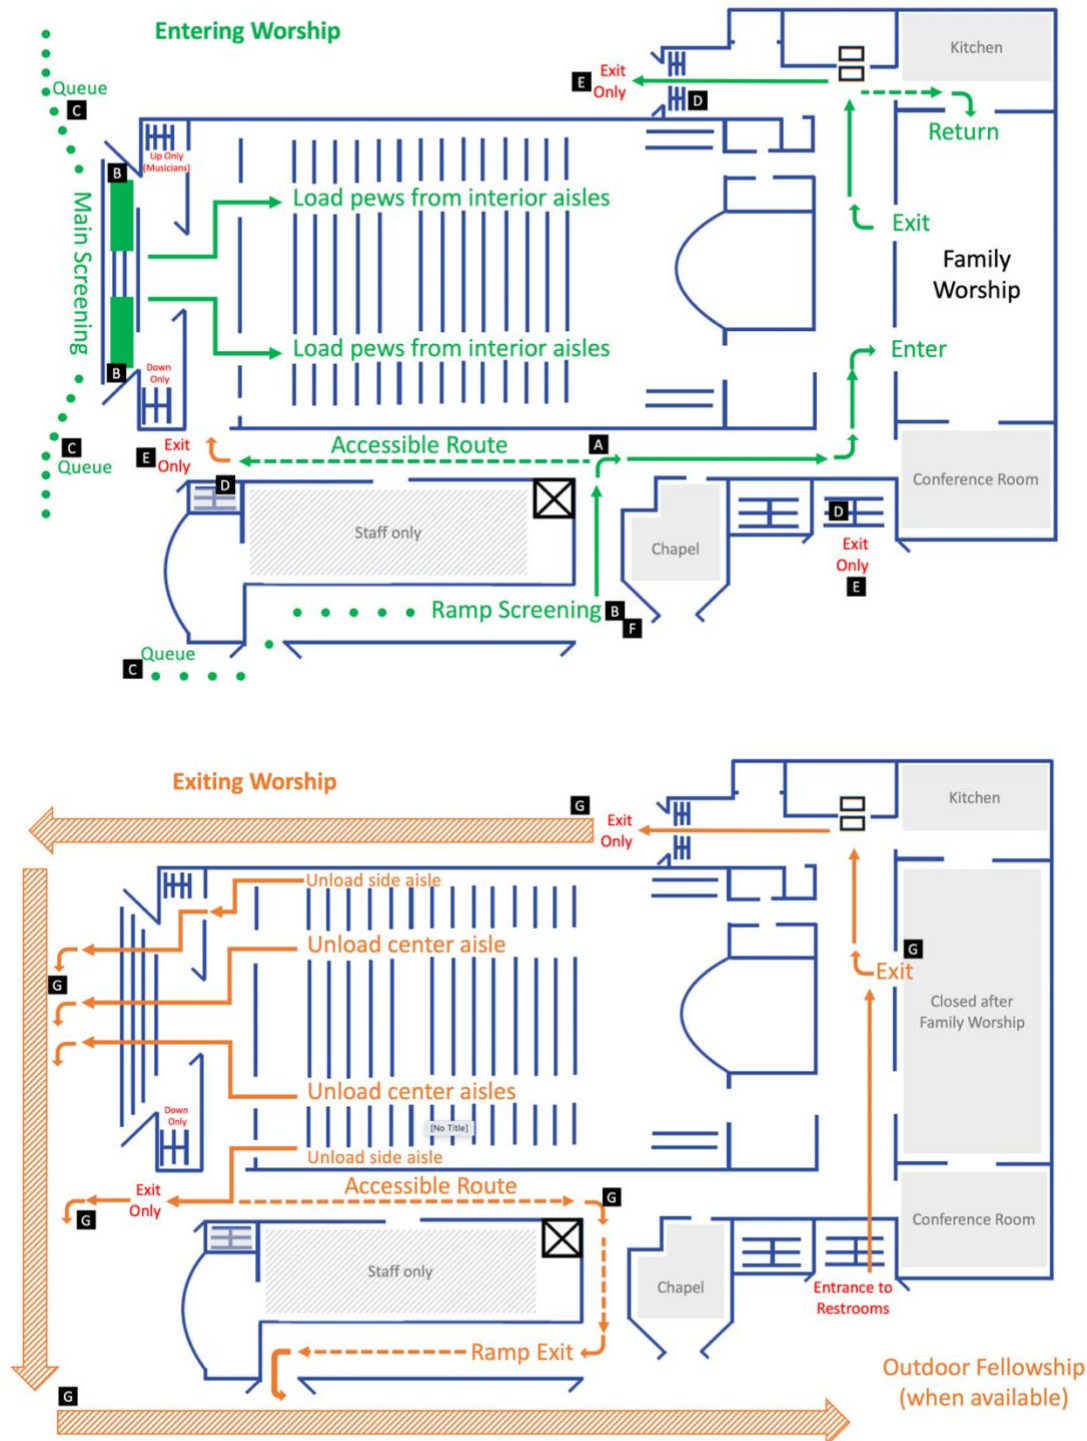 Entering Worship
Kitchen
Queue
C
E
Exit
Only
D
Return
Up Only
(Musicians)
B
Load pews from interior aisles
Exit
Main Screening
Family
Worship
Load pews from interior aisles
Enter
B
Down
Only
C
Queue
E
Exit
Only
Accessible Route
A
D
Conference Room
Staff only
D
Chapel
Exit
Only
E
Ramp Screening
B
F
Queue
C
Exiting Worship
Kitchen
G
Exit
Only
Unload side aisle
Unload center aisle
G
Exit
G
Closed after
Family Worship
Unload center aisles
Down
Only
[No Title]
Unload side aisle
Exit
Only
G
Accessible Route
G
Conference Room
Staff only
Chapel
Entrance to
Restrooms
Ramp Exit
Outdoor Fellowship
(when available)
G